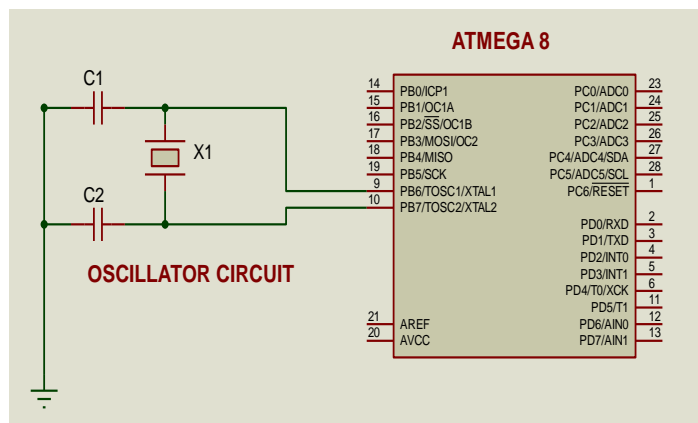 ATMEGA 8
C1
X1
C2
OSCILLATOR CIRCUIT
14 PB0/ICP1
15 PB1/OC1A
16 PB2/SS/OC1B
17 PB3/MOSI/OC2
18 PB4/MISO
19 PB5/SCK
9 PB6/TOSC1/XTAL1
10 PB7/TOSC2/XTAL2
21 AREF
20 AVCC
PC0/ADC0 23
PC1/ADC1 24
PC2/ADC2 25
PC3/ADC3 26
PC4/ADC4/SDA 27
PC5/ADC5/SCL 28
PC6/RESET 1
PD0/RXD 2
PD1/TXD 3
PD2/INT0 4
PD3/INT1 5
PD4/T0/XCK 6
PD5/T1 11
PD6/AIN0 12
PD7/AIN1 13